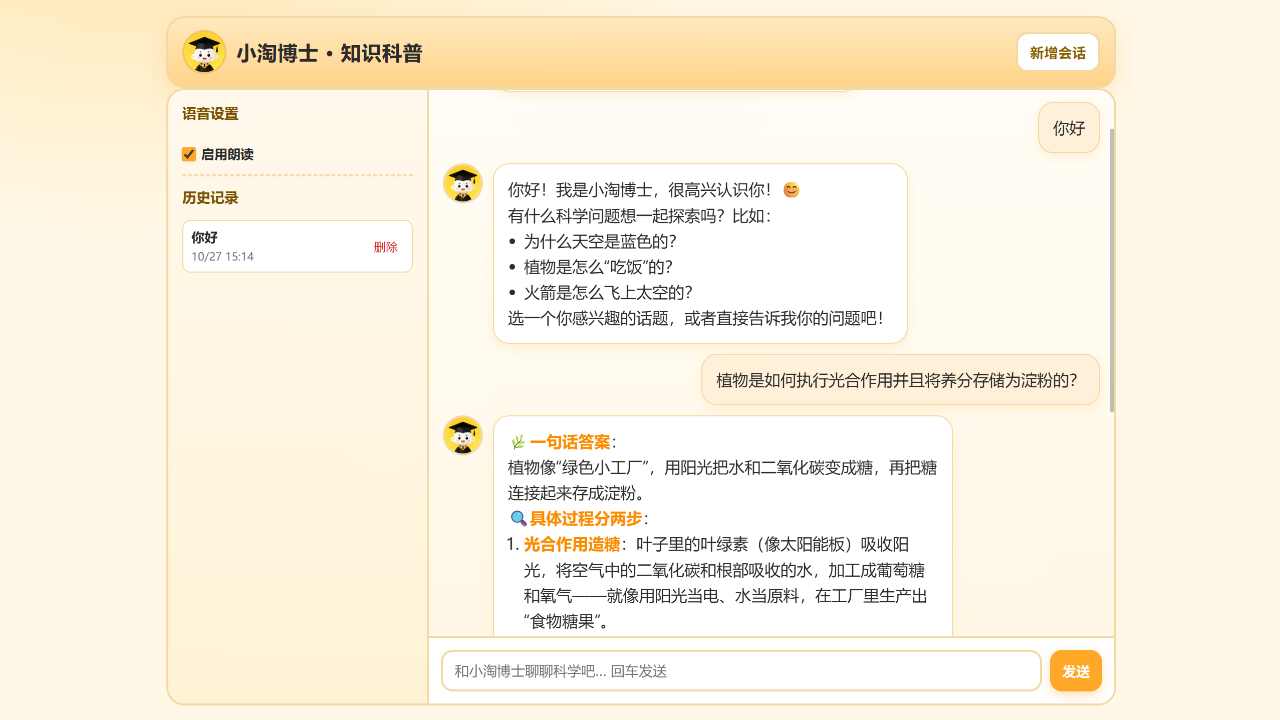 小淘博士 · 知识科普
新增会话
语音设置
启用朗读
历史记录
你好
10/27 15:14
删除
你好
你好！我是小淘博士，很高兴认识你！😊
有什么科学问题想一起探索吗？比如：
• 为什么天空是蓝色的？
• 植物是怎么“吃饭”的？
• 火箭是怎么飞上太空的？
选一个你感兴趣的话题，或者直接告诉我你的问题吧！
植物是如何执行光合作用并且将养分存储为淀粉的？
🌿 一句话答案：
植物像“绿色小工厂”，用阳光把水和二氧化碳变成糖，再把糖
连接起来存成淀粉。
🔍 具体过程分两步：
1. 光合作用造糖：叶子里的叶绿素（像太阳能板）吸收阳
光，将空气中的二氧化碳和根部吸收的水，加工成葡萄糖
和氧气——就像用阳光当电、水当原料，在工厂里生产出
“食物糖果”。
和小淘博士聊聊科学吧... 回车发送
发送